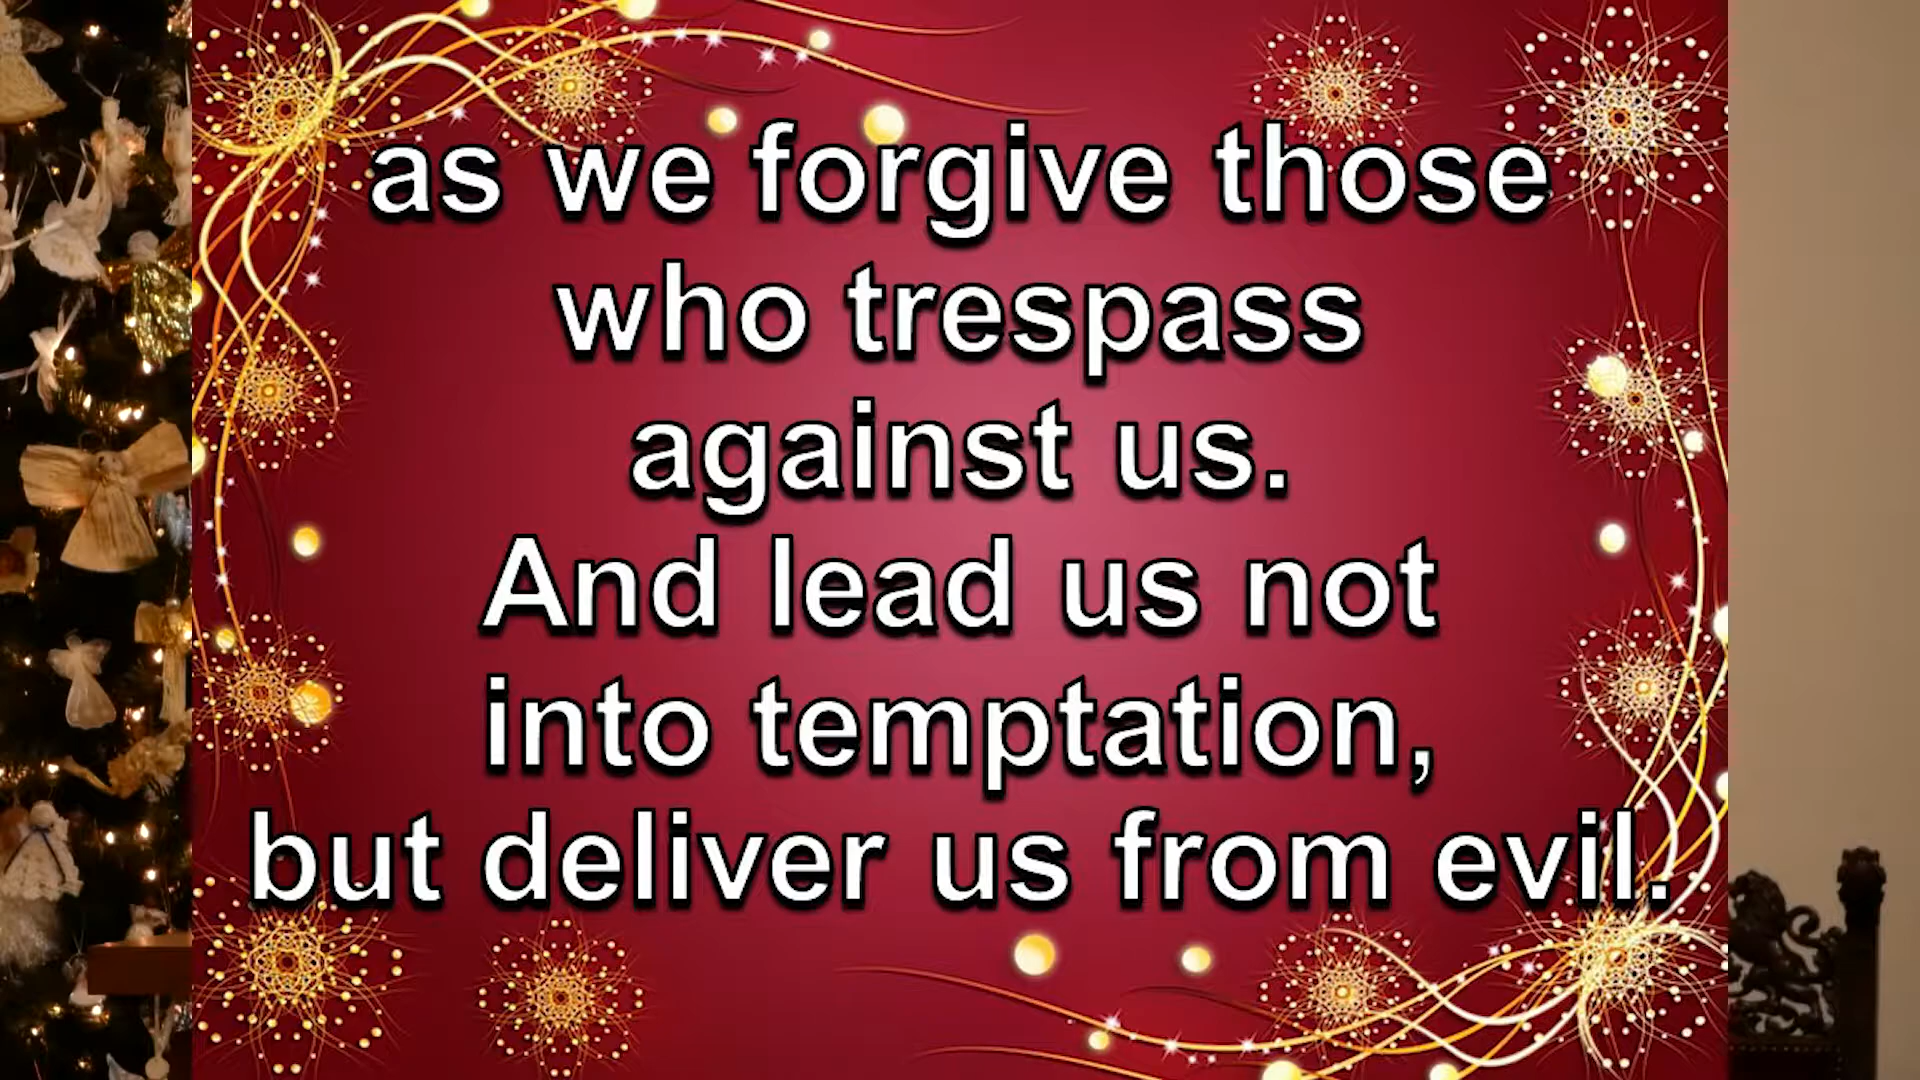 as we forgive those
who trespass
against us.
And lead us not
into temptation,
but deliver us from evil.